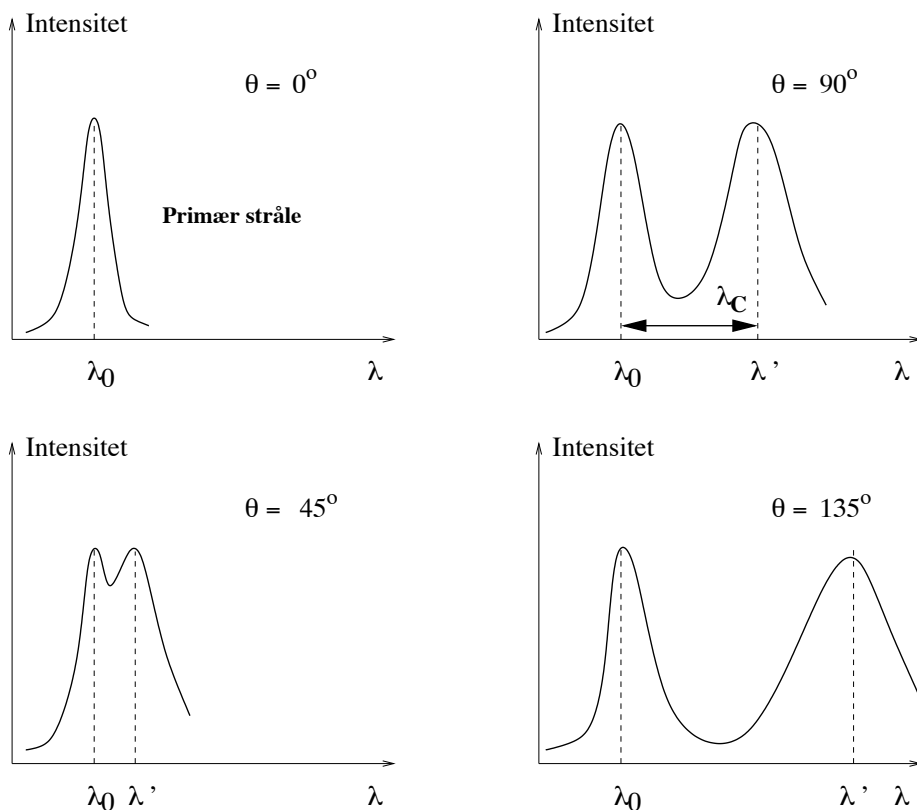 Intensitet
θ = 0°
Primær stråle
λ0 λ
Intensitet
θ = 90°
λC
λ0 λ' λ
Intensitet
θ = 45°
λ0 λ' λ
Intensitet
θ = 135°
λ0 λ' λ